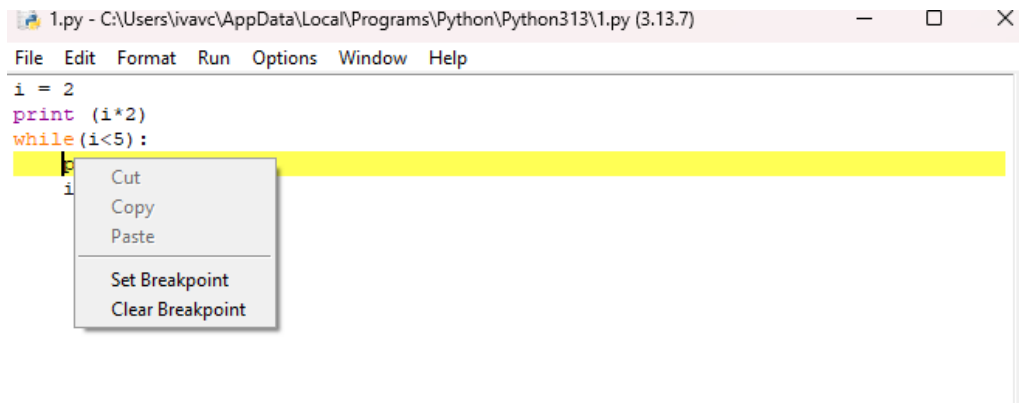 1.py - C:\Users\ivavc\AppData\Local\Programs\Python\Python313\1.py (3.13.7)
File Edit Format Run Options Window Help
i = 2
print (i*2)
while(i<5):
p
i
Cut
Copy
Paste
Set Breakpoint
Clear Breakpoint